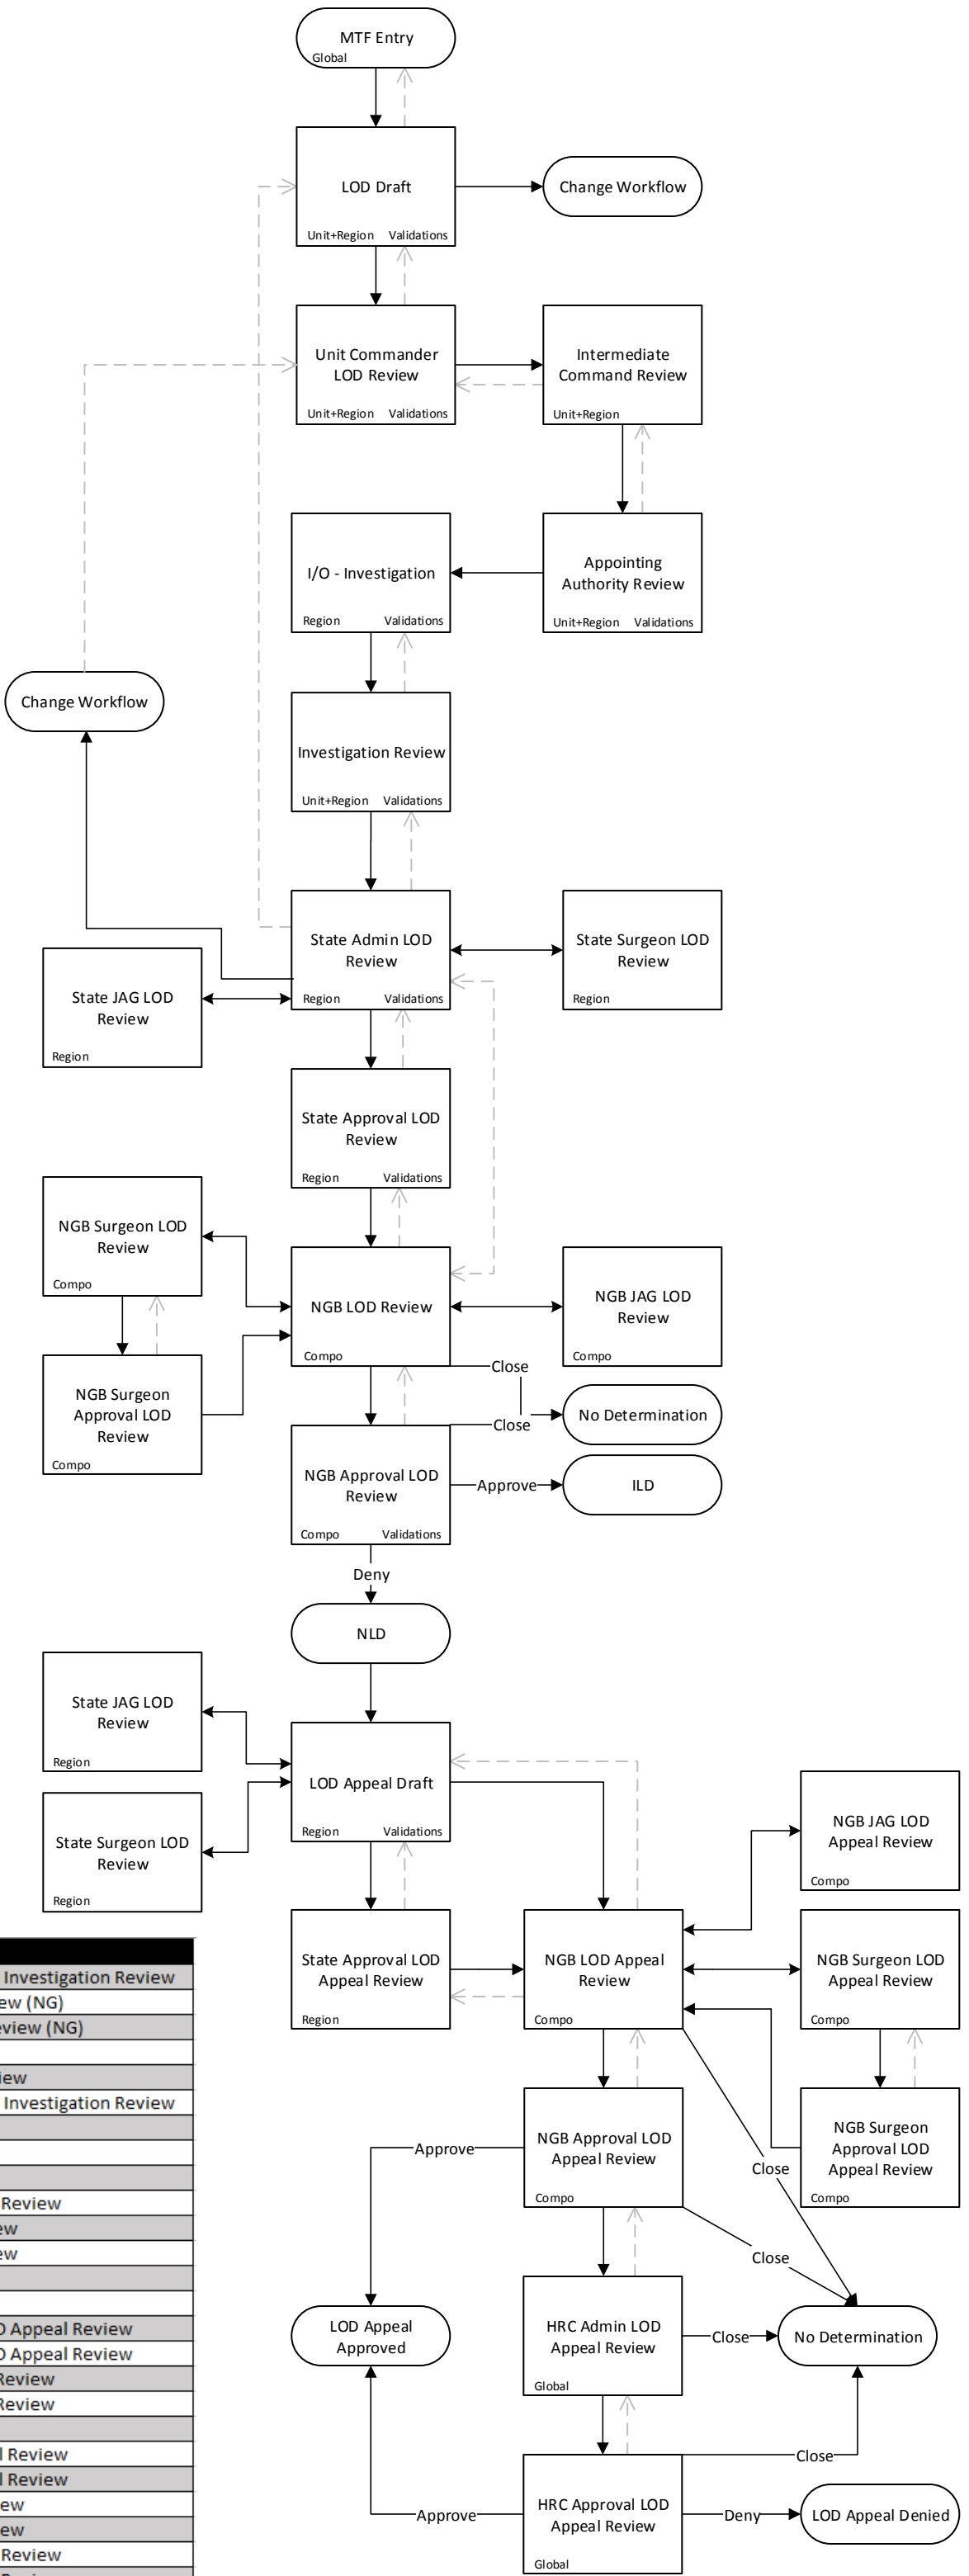 MTF Entry
Global
LOD Draft
Unit+Region Validations
Change Workflow
Unit Commander
LOD Review
Unit+Region Validations
Intermediate
Command Review
Unit+Region
I/O - Investigation
Region Validations
Appointing
Authority Review
Unit+Region Validations
Change Workflow
Investigation Review
Unit+Region Validations
State Admin LOD
Review
Region Validations
State Surgeon LOD
Review
Region
State JAG LOD
Review
Region
State Approval LOD
Review
Region Validations
NGB Surgeon LOD
Review
Compo
NGB LOD Review
Compo
NGB JAG LOD
Review
Compo
Close
Close
No Determination
NGB Surgeon
Approval LOD
Review
Compo
NGB Approval LOD
Review
Compo Validations
Approve
ILD
Deny
NLD
State JAG LOD
Review
Region
LOD Appeal Draft
Region Validations
State Surgeon LOD
Review
Region
NGB JAG LOD
Appeal Review
Compo
State Approval LOD
Appeal Review
Region
NGB LOD Appeal
Review
Compo
NGB Surgeon LOD
Appeal Review
Compo
NGB Approval LOD
Appeal Review
Compo
NGB Surgeon
Approval LOD
Appeal Review
Compo
Approve
Close
Close
LOD Appeal
Approved
HRC Admin LOD
Appeal Review
Global
Close
No Determination
Close
Approve
HRC Approval LOD
Appeal Review
Global
Deny
LOD Appeal Denied
Investigation Review
ew (NG)
eview (NG)
iew
Investigation Review
Review
ew
ew
D Appeal Review
D Appeal Review
Review
Review
l Review
l Review
ew
ew
Review